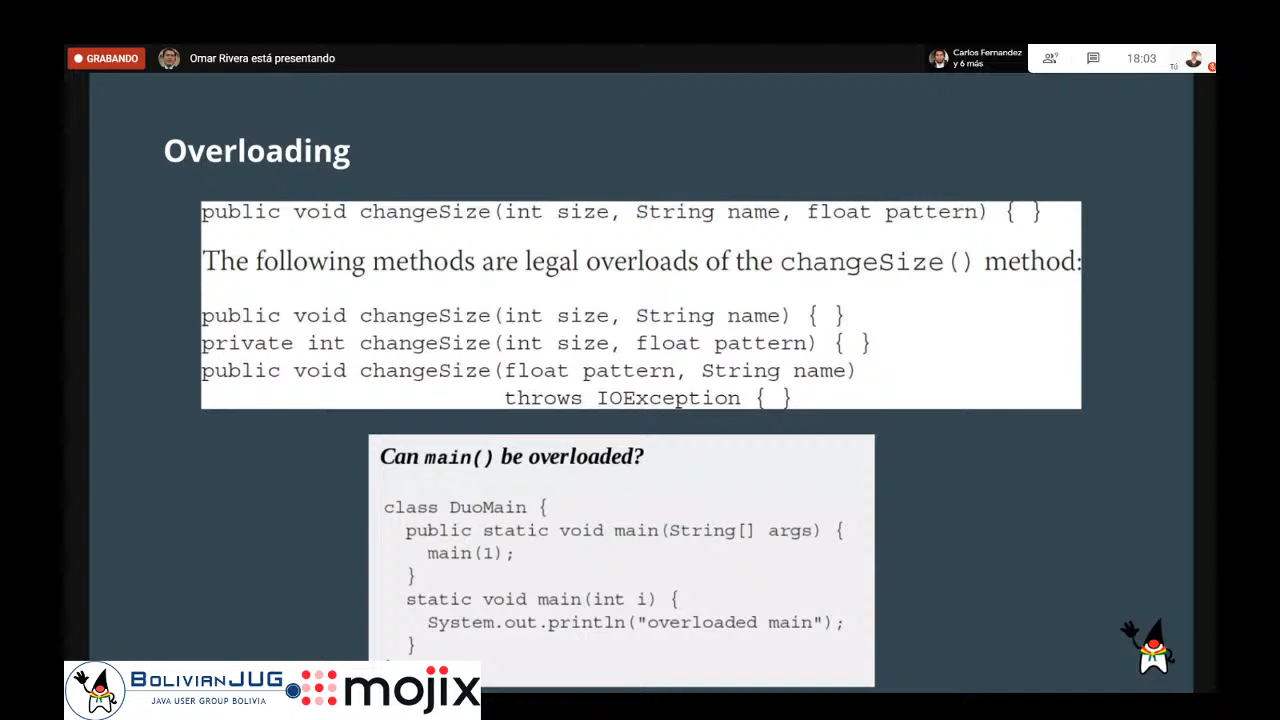 GRABANDO
Omar Rivera está presentando
Carlos Fernandez
y 6 más
9
18:03
Tú
Overloading
public void changeSize(int size, String name, float pattern) { }
The following methods are legal overloads of the changeSize() method:
public void changeSize(int size, String name) { }
private int changeSize(int size, float pattern) { }
public void changeSize(float pattern, String name)
throws IOException { }
Can main() be overloaded?
class DuoMain {
public static void main(String[] args) {
main(1);
}
static void main(int i) {
System.out.println("overloaded main");
}
BOLIVIANJUG
JAVA USER GROUP BOLIVIA
mojix